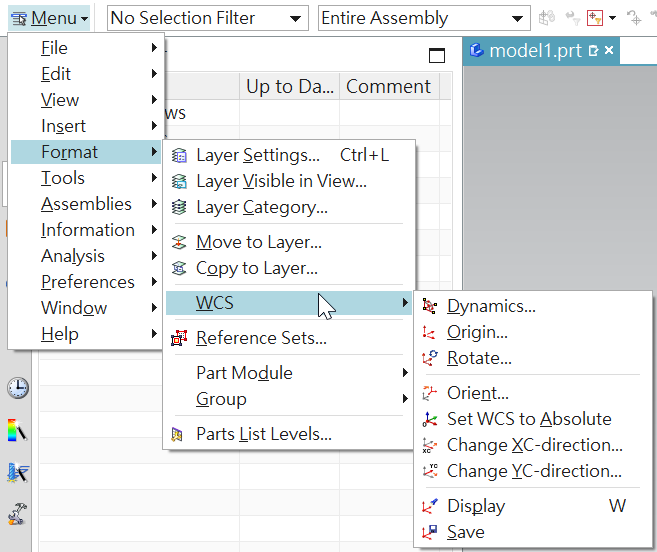 Menu No Selection Filter Entire Assembly
model1.prt
File
Edit
View
Insert
Format
Tools
Assemblies
Information
Analysis
Preferences
Window
Help
Up to Da... Comment
ws
Layer Settings... Ctrl+L
Layer Visible in View...
Layer Category...
Move to Layer...
Copy to Layer...
WCS
Reference Sets...
Part Module
Group
Parts List Levels...
Dynamics...
Origin...
Rotate...
Orient...
Set WCS to Absolute
XC
Change XC-direction...
YC
Change YC-direction...
Display W
Save